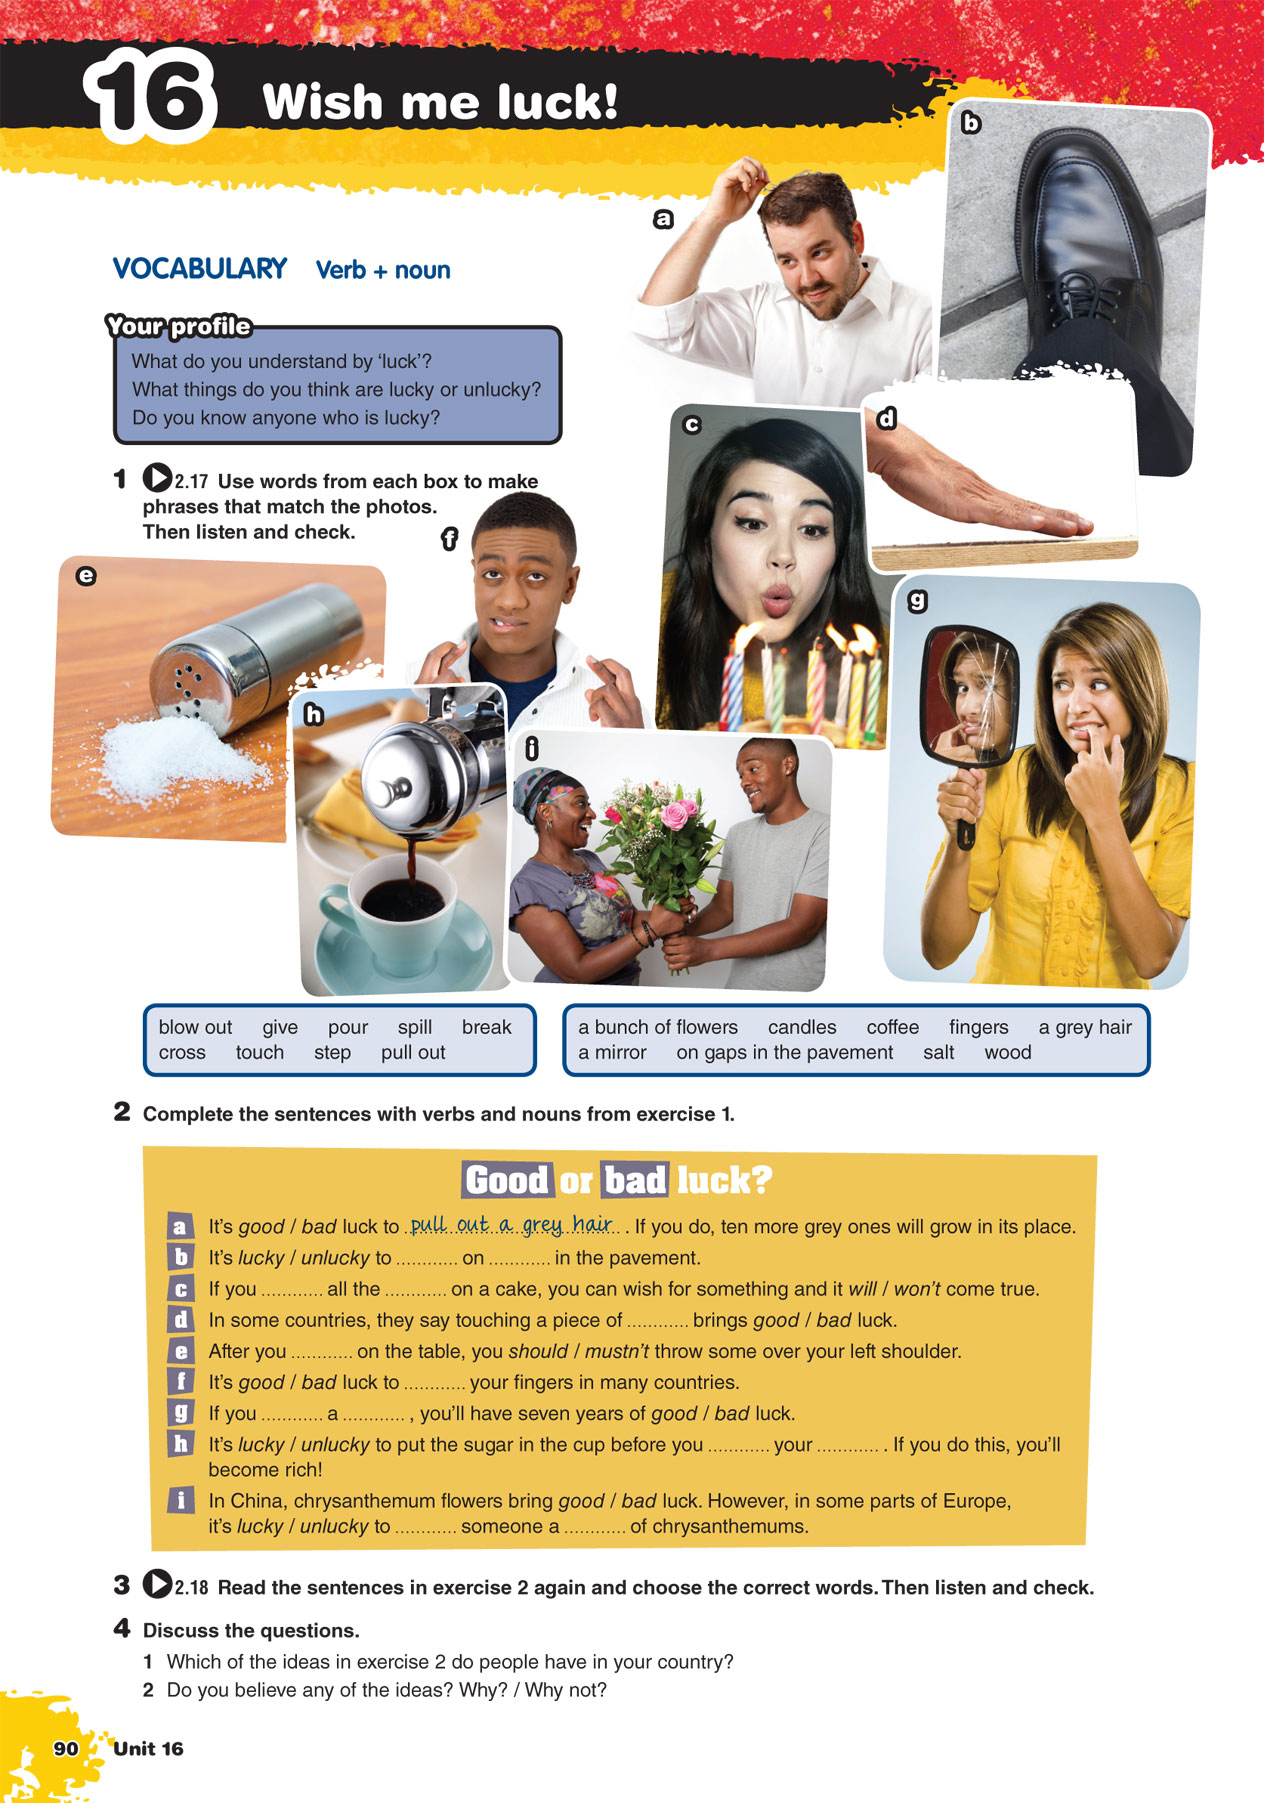 16 Wish me luck!
VOCABULARY Verb + noun
Your profile
What do you understand by ‘luck’?
What things do you think are lucky or unlucky?
Do you know anyone who is lucky?
1 2.17 Use words from each box to make
phrases that match the photos.
Then listen and check.
a
b
c
d
e
f
g
h
i
blow out give pour spill break
cross touch step pull out
a bunch of flowers candles coffee fingers a grey hair
a mirror on gaps in the pavement salt wood
2 Complete the sentences with verbs and nouns from exercise 1.
Good or bad luck?
a It’s good / bad luck to pull out a grey hair . If you do, ten more grey ones will grow in its place.
b It’s lucky / unlucky to ............ on ............ in the pavement.
c If you ............ all the ............ on a cake, you can wish for something and it will / won’t come true.
d In some countries, they say touching a piece of ............ brings good / bad luck.
e After you ............ on the table, you should / mustn’t throw some over your left shoulder.
f It’s good / bad luck to ............ your fingers in many countries.
g If you ............ a ............ , you’ll have seven years of good / bad luck.
h It’s lucky / unlucky to put the sugar in the cup before you ............ your ............ . If you do this, you’ll
become rich!
i In China, chrysanthemum flowers bring good / bad luck. However, in some parts of Europe,
it’s lucky / unlucky to ............ someone a ............ of chrysanthemums.
3 2.18 Read the sentences in exercise 2 again and choose the correct words. Then listen and check.
4 Discuss the questions.
1 Which of the ideas in exercise 2 do people have in your country?
2 Do you believe any of the ideas? Why? / Why not?
90 Unit 16